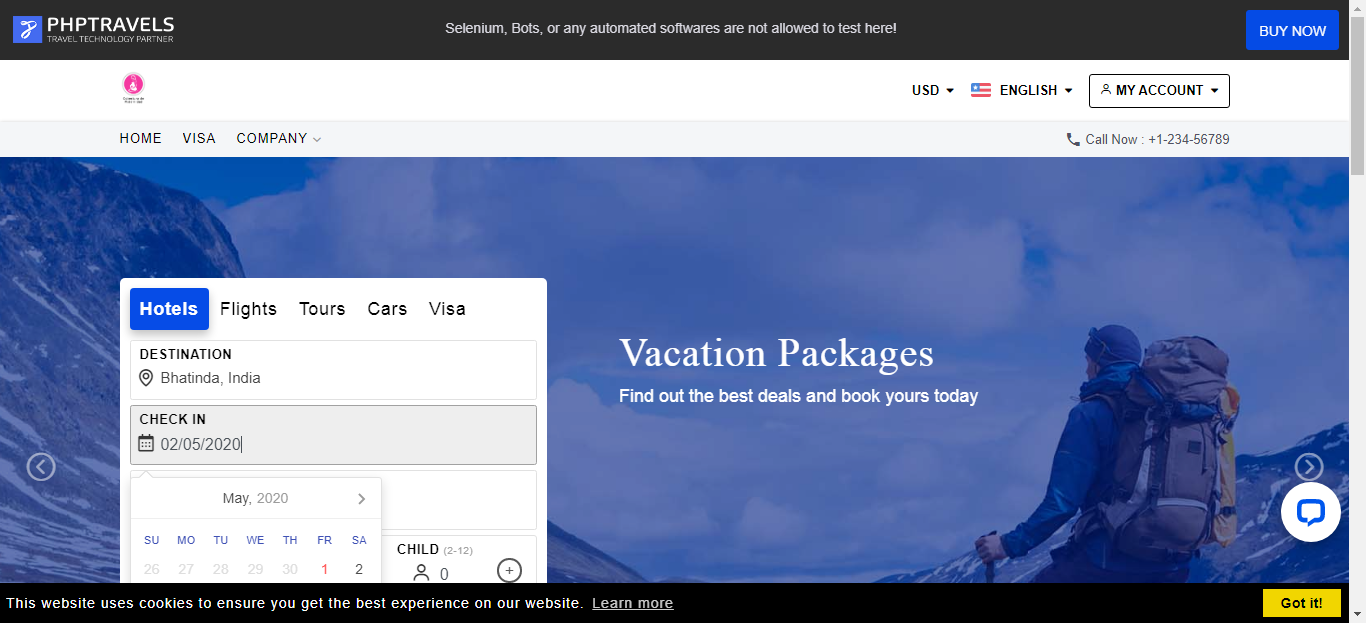 PHPTRAVELS
TRAVEL TECHNOLOGY PARTNER
Selenium, Bots, or any automated softwares are not allowed to test here!
BUY NOW
USD
ENGLISH
MY ACCOUNT
HOME VISA COMPANY
Call Now : +1-234-56789
Hotels Flights Tours Cars Visa
DESTINATION
Bhatinda, India
CHECK IN
02/05/2020
May, 2020
SU MO TU WE TH FR SA
26 27 28 29 30 1 2
CHILD (2-12)
0
Vacation Packages
Find out the best deals and book yours today
This website uses cookies to ensure you get the best experience on our website. Learn more
Got it!